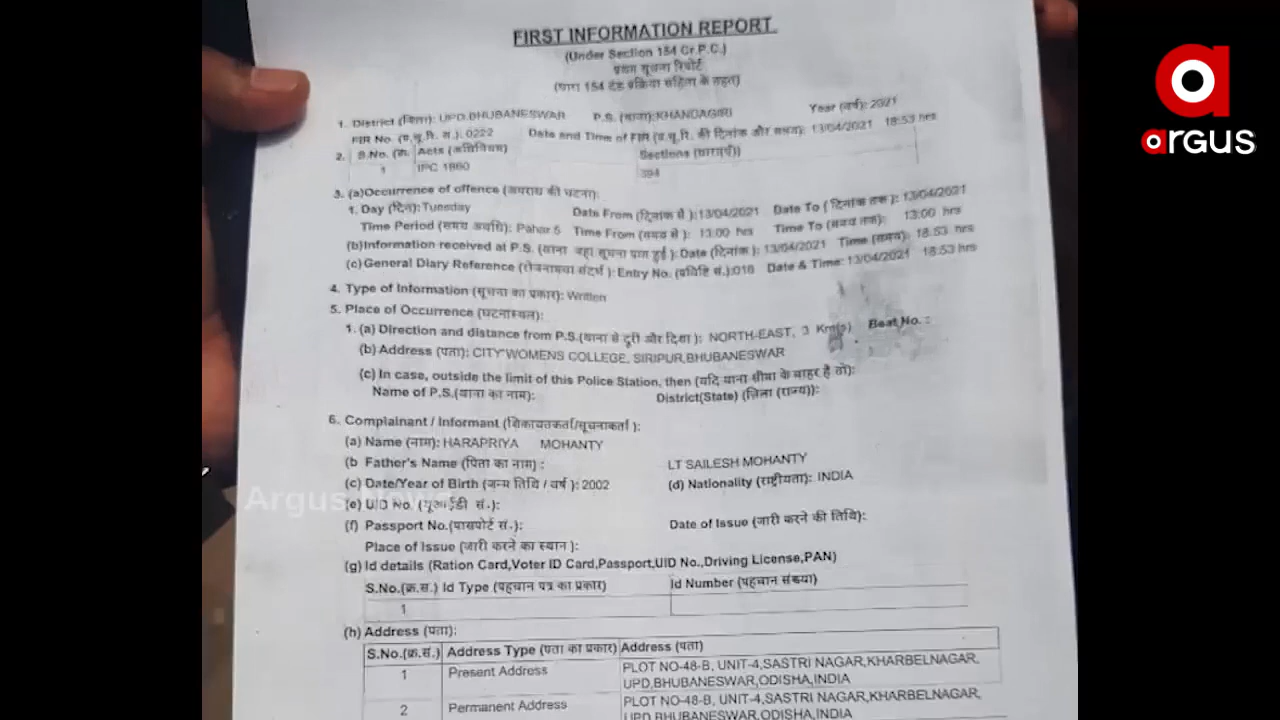 FIRST INFORMATION REPORT
(Under Section 154 Cr.P.C.)
प्रथम सूचना रिपोर्ट
(धारा 154 दंड प्रक्रिया संहिता के तहत)
argus
1. District (जिला): UPD,BHUBANESWAR P.S. (थाना):KHANDAGIRI Year (वर्ष): 2021
FIR No. (प्र.सू.रि. सं.): 0222 Date and Time of FIR (प्र.सू.रि. की दिनांक और समय): 13/04/2021 18:53 hrs
2. S.No. (क्र. Acts (अधिनियम) Sections (धारा(एँ))
1 IPC 1860 394
3. (a)Occurrence of offence (अपराध की घटना):
1. Day (दिन):Tuesday Date From (दिनांक से ):13/04/2021 Date To ( दिनांक तक ): 13/04/2021
Time Period (समय अवधि): Pahar 5 Time From (समय से ): 13:00 hrs Time To (समय तक): 13:00 hrs
(b)Information received at P.S. (थाना जहा सूचना प्राप्त हुई ): Date (दिनांक ): 13/04/2021 Time (समय): 18:53 hrs
(c)General Diary Reference (रोजनामचा संदर्भ ): Entry No. (प्रविष्टि सं.):016 Date & Time: 13/04/2021 18:53 hrs
4. Type of Information (सूचना का प्रकार): Written
5. Place of Occurrence (घटनास्थल):
1. (a) Direction and distance from P.S.(थाना से दूरी और दिशा ): NORTH-EAST, 3 Km(s) Beat No. :
(b) Address (पता): CITY WOMENS COLLEGE, SIRIPUR,BHUBANESWAR
(c) In case, outside the limit of this Police Station, then (यदि थाना सीमा के बाहर है तो):
Name of P.S.(थाना का नाम): District(State) (ज़िला (राज्य)):
6. Complainant / Informant (शिकायतकर्ता/सूचनाकर्ता ):
(a) Name (नाम): HARAPRIYA MOHANTY
(b Father's Name (पिता का नाम) : LT SAILESH MOHANTY
(c) Date/Year of Birth (जन्म तिथि / वर्ष ): 2002 (d) Nationality (राष्ट्रीयता): INDIA
Argus News
(e) UID No. (यूआईडी सं.):
(f) Passport No.(पासपोर्ट सं.): Date of Issue (जारी करने की तिथि):
Place of Issue (जारी करने का स्थान ):
(g) Id details (Ration Card,Voter ID Card,Passport,UID No.,Driving License,PAN)
S.No.(क्र.सं.) Id Type (पहचान पत्र का प्रकार) Id Number (पहचान संख्या)
1
(h) Address (पता):
S.No.(क्र.सं.) Address Type (पता का प्रकार) Address (पता)
1 Present Address PLOT NO-48-B, UNIT-4,SASTRI NAGAR,KHARBELNAGAR,
UPD,BHUBANESWAR,ODISHA,INDIA
2 Permanent Address PLOT NO-48-B, UNIT-4,SASTRI NAGAR,KHARBELNAGAR,
UPD,BHUBANESWAR,ODISHA,INDIA